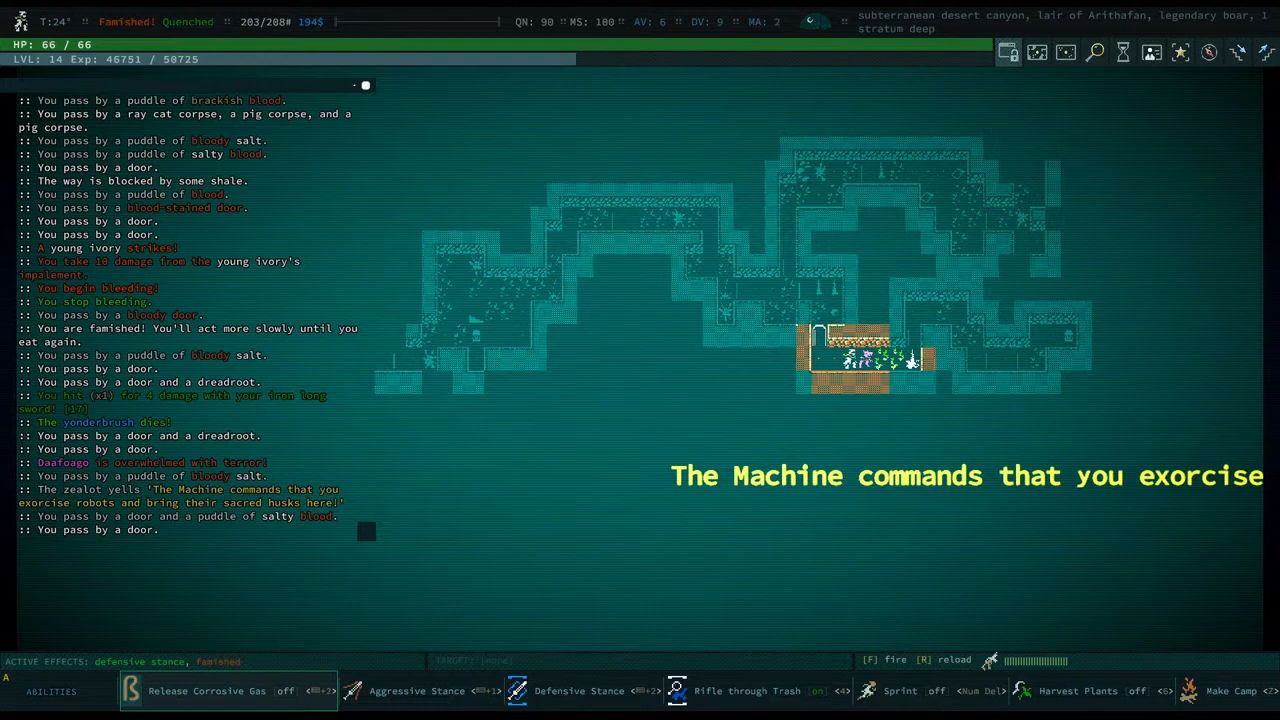 T:24° :: Famished! Quenched :: 203/208# 194$ QN: 90 :: MS: 100 :: AV: 6 :: DV: 9 :: MA: 2 :: :: subterranean desert canyon, lair of Arithafan, legendary boar, 1 stratum deep
HP: 66 / 66
LVL: 14 Exp: 46751 / 50725
:: You pass by a puddle of brackish blood.
:: You pass by a ray cat corpse, a pig corpse, and a
pig corpse.
:: You pass by a puddle of bloody salt.
:: You pass by a puddle of salty blood.
:: You pass by a door.
:: The way is blocked by some shale.
:: You pass by a puddle of blood.
:: You pass by a blood-stained door.
:: You pass by a door.
:: You pass by a door.
:: A young ivory strikes!
:: You take 10 damage from the young ivory's
impalement.
:: You begin bleeding!
:: You stop bleeding.
:: You pass by a bloody door.
:: You are famished! You'll act more slowly until you
eat again.
:: You pass by a puddle of bloody salt.
:: You pass by a door.
:: You pass by a door and a dreadroot.
:: You hit (x1) for 4 damage with your iron long
sword! [17]
:: The yonderbrush dies!
:: You pass by a door and a dreadroot.
:: You pass by a door.
:: Daafoago is overwhelmed with terror!
:: You pass by a puddle of bloody salt.
:: The zealot yells 'The Machine commands that you
exorcise robots and bring their sacred husks here!'
:: You pass by a door and a puddle of salty blood.
:: You pass by a door.
The Machine commands that you exorcise
ACTIVE EFFECTS: defensive stance, famished
TARGET: [none]
[F] fire [R] reload
A
ABILITIES
Release Corrosive Gas off <⌫+2>
Aggressive Stance <⌫+1>
Defensive Stance <⌫+2>
Rifle through Trash [on] <4>
Sprint off <Num Del>
Harvest Plants off <6>
Make Camp <Z>